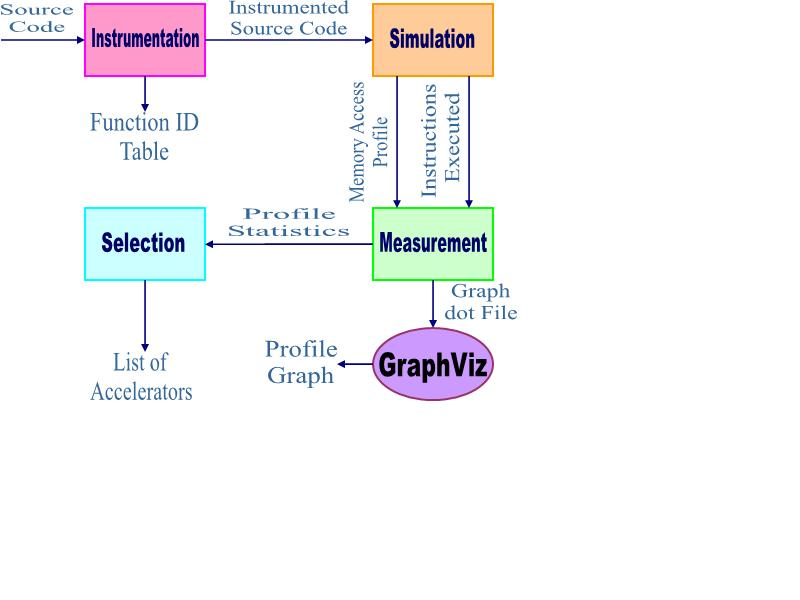 Source
Code
Instrumentation
Instrumented
Source Code
Simulation
Function ID
Table
Memory Access
Profile
Instructions
Executed
Selection
Profile
Statistics
Measurement
Graph
dot File
List of
Accelerators
Profile
Graph
GraphViz